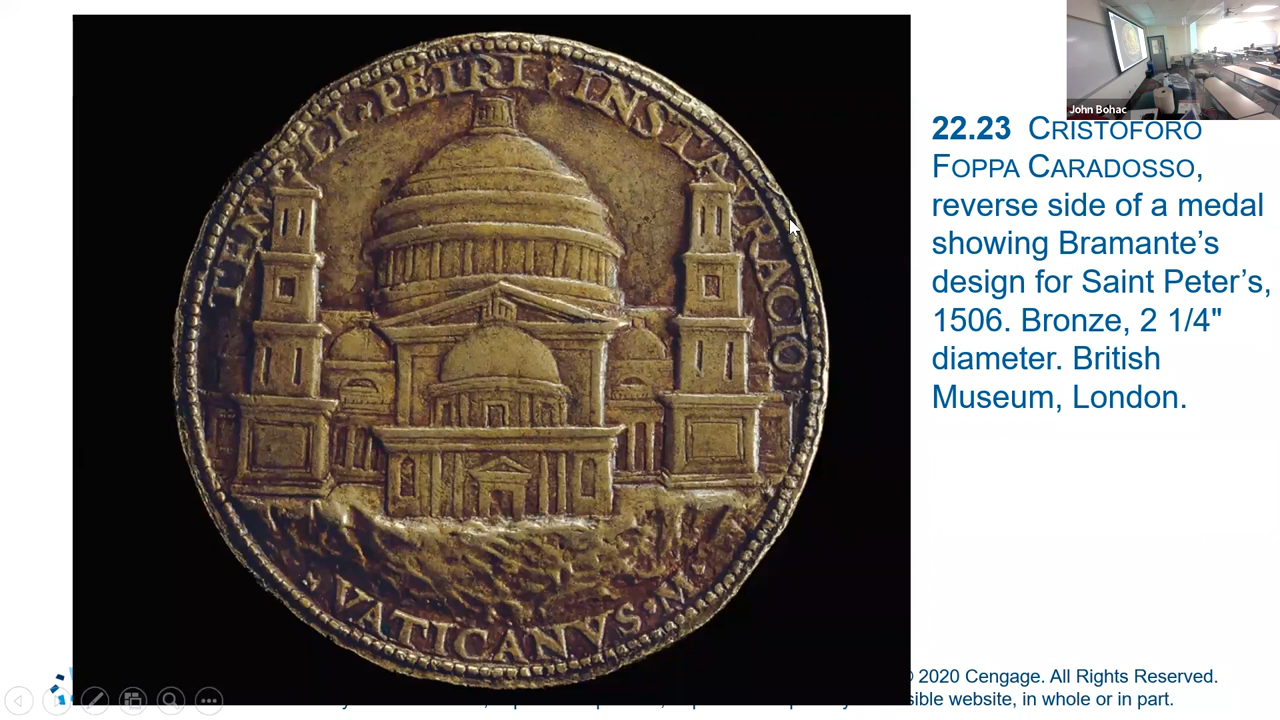 TEMPLI · PETRI · INSTAVRACIO
VATICANVS · M ·
John Bohac
22.23 CRISTOFORO
FOPPA CARADOSSO,
reverse side of a medal
showing Bramante’s
design for Saint Peter’s,
1506. Bronze, 2 1/4"
diameter. British
Museum, London.
2020 Cengage. All Rights Reserved.
website, in whole or in part.